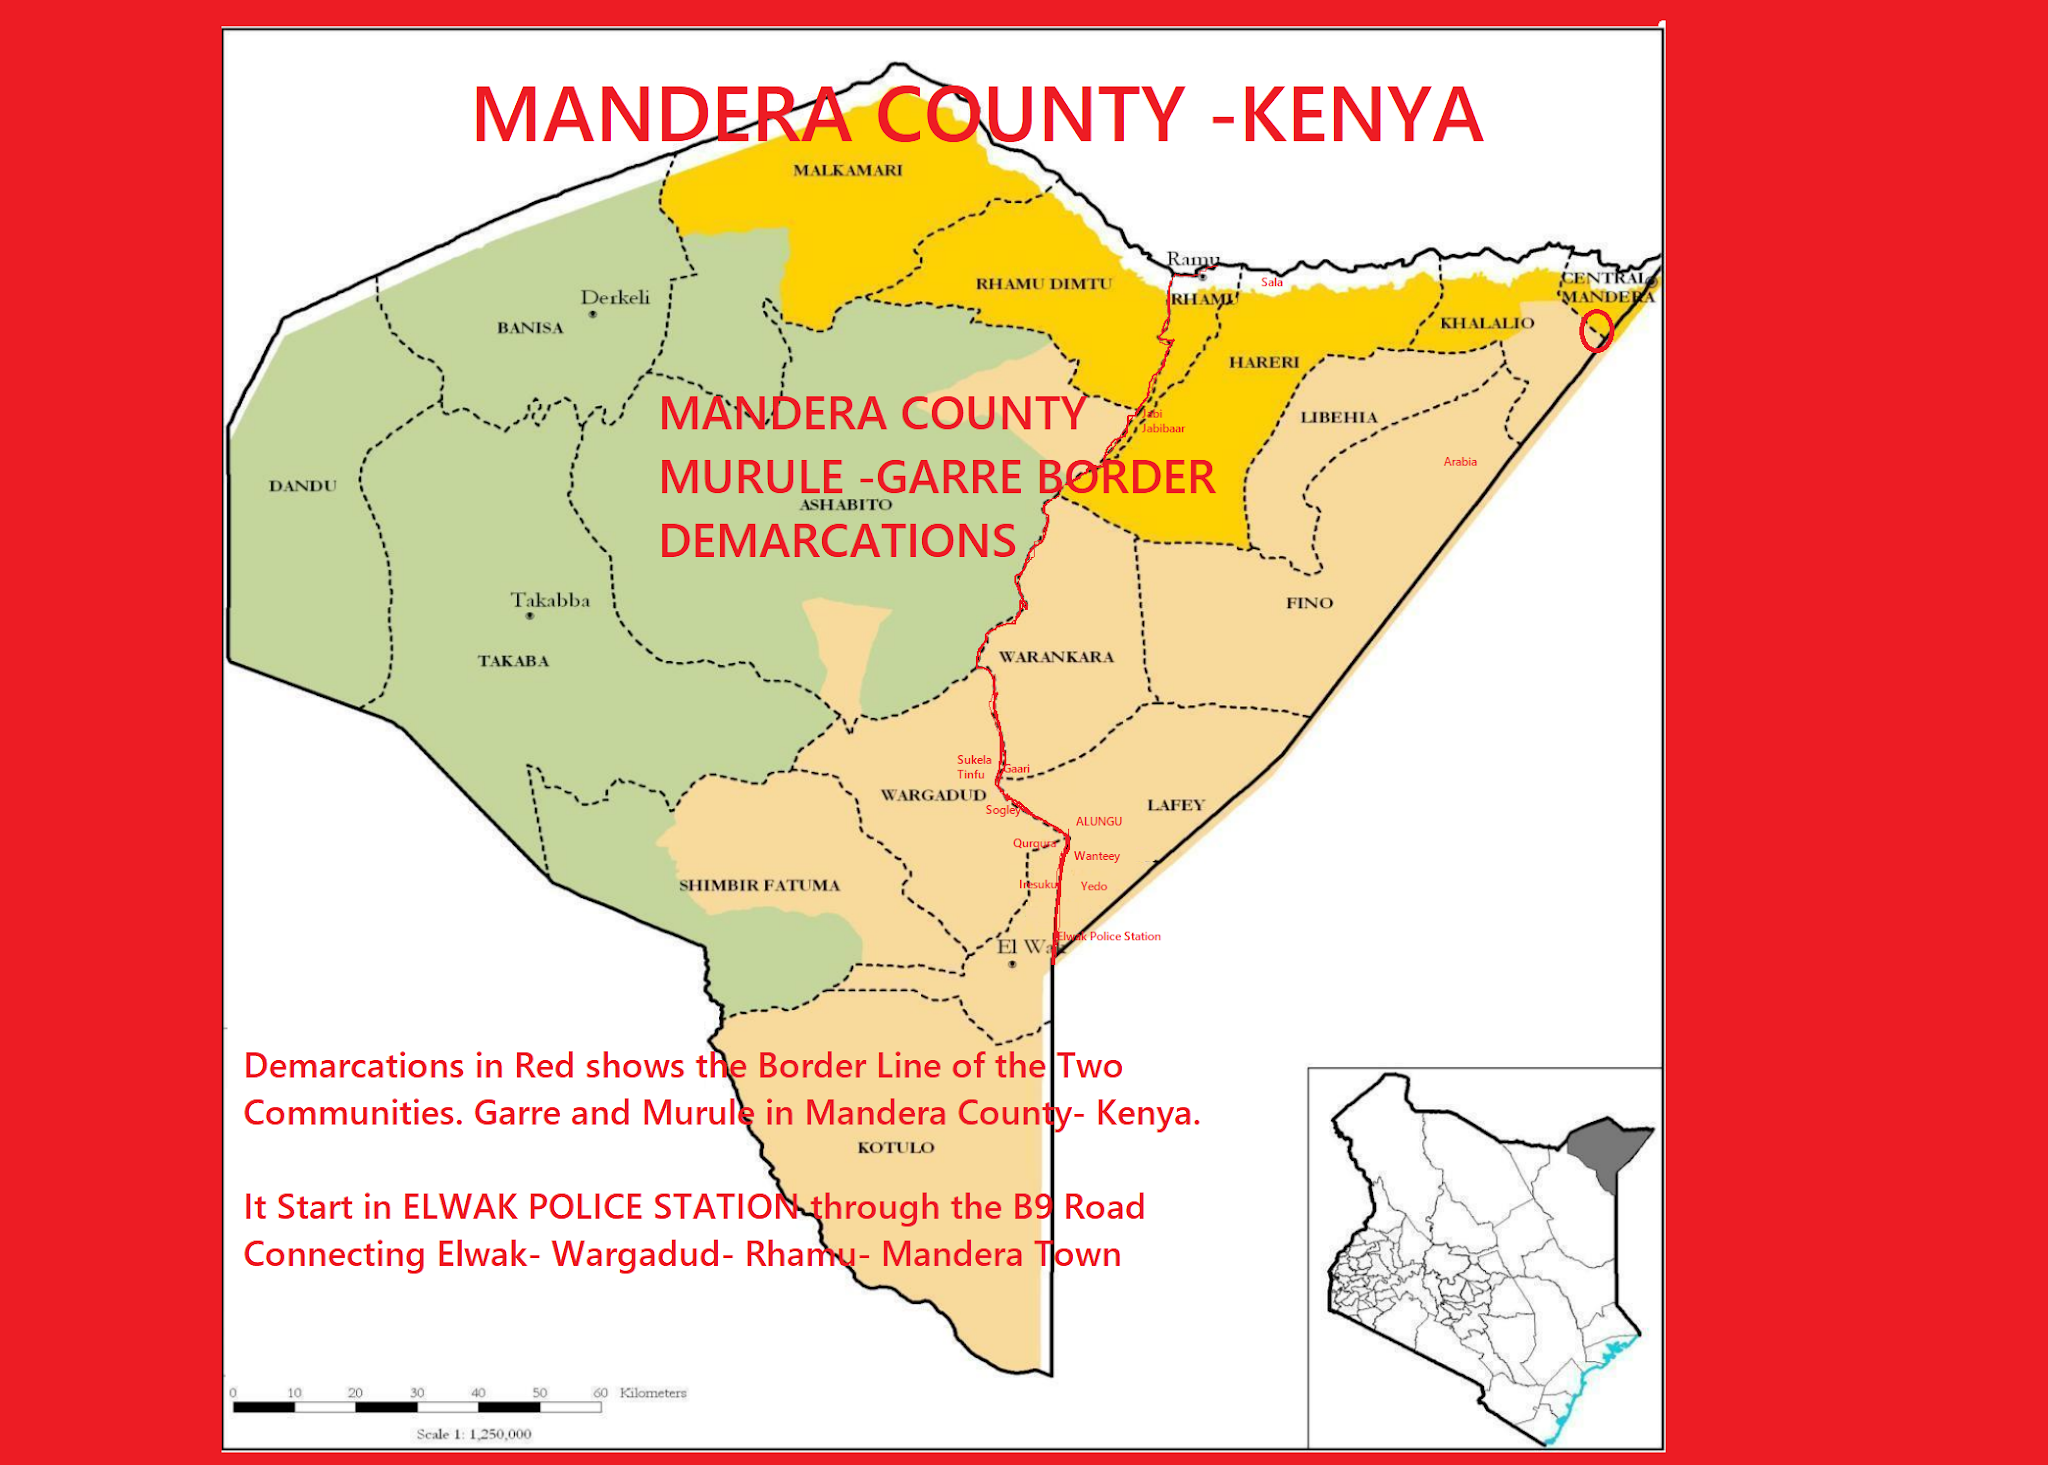 MANDERA COUNTY -KENYA
MALKAMARI
Ramu
RHAMU DIMTU
Sala
CENTRAL
MANDERA
RHAMU
Derkeli
BANISA
KHALALIO
HARERI
MANDERA COUNTY
MURULE -GARRE BORDER
DEMARCATIONS
Jabi
Jabibaar
LIBEHIA
Arabia
DANDU
ASHABITO
Takabba
FINO
TAKABA
WARANKARA
Sukela
Tinfu
Gaari
WARGADUD
Sogley
LAFEY
ALUNGU
Qurqura
Wanteey
SHIMBIR FATUMA
Iresuku
Yedo
Elwak Police Station
El Wak
Demarcations in Red shows the Border Line of the Two
Communities. Garre and Murule in Mandera County- Kenya.
KOTULO
It Start in ELWAK POLICE STATION through the B9 Road
Connecting Elwak- Wargadud- Rhamu- Mandera Town
0 10 20 30 40 50 60 Kilometers
Scale 1: 1,250,000